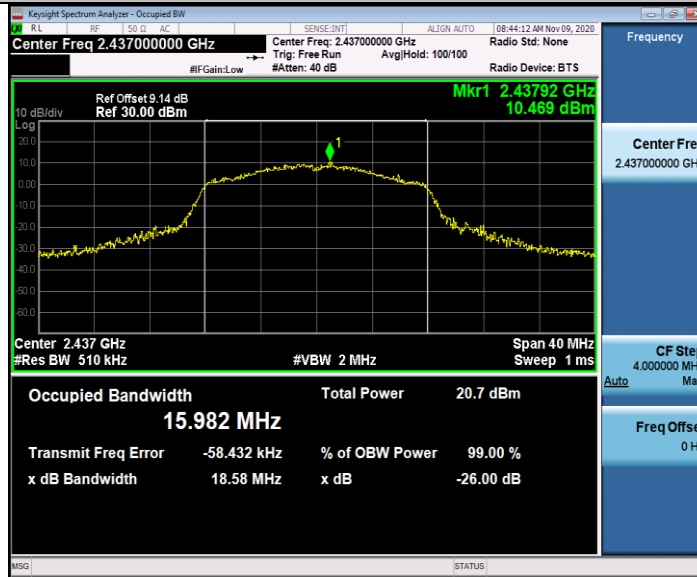 Keysight Spectrum Analyzer - Occupied BW
RL RF 50 Ω AC SENSE:INT ALIGN AUTO 08:44:12 AM Nov 09, 2020
Center Freq 2.437000000 GHz
Center Freq: 2.437000000 GHz Radio Std: None
Trig: Free Run Avg|Hold: 100/100
#IFGain:Low #Atten: 40 dB Radio Device: BTS
Frequency
Ref Offset 9.14 dB
10 dB/div Ref 30.00 dBm
Mkr1 2.43792 GHz
10.469 dBm
Log
20.0
10.0
0.00
-10.0
-20.0
-30.0
-40.0
-50.0
-60.0
1
Center Fre
2.437000000 GH
Center 2.437 GHz Span 40 MHz
#Res BW 510 kHz #VBW 2 MHz Sweep 1 ms
CF Ste
4.000000 MH
Auto Ma
Occupied Bandwidth Total Power 20.7 dBm
15.982 MHz
Transmit Freq Error -58.432 kHz % of OBW Power 99.00 %
x dB Bandwidth 18.58 MHz x dB -26.00 dB
Freq Offse
0 H
MSG STATUS